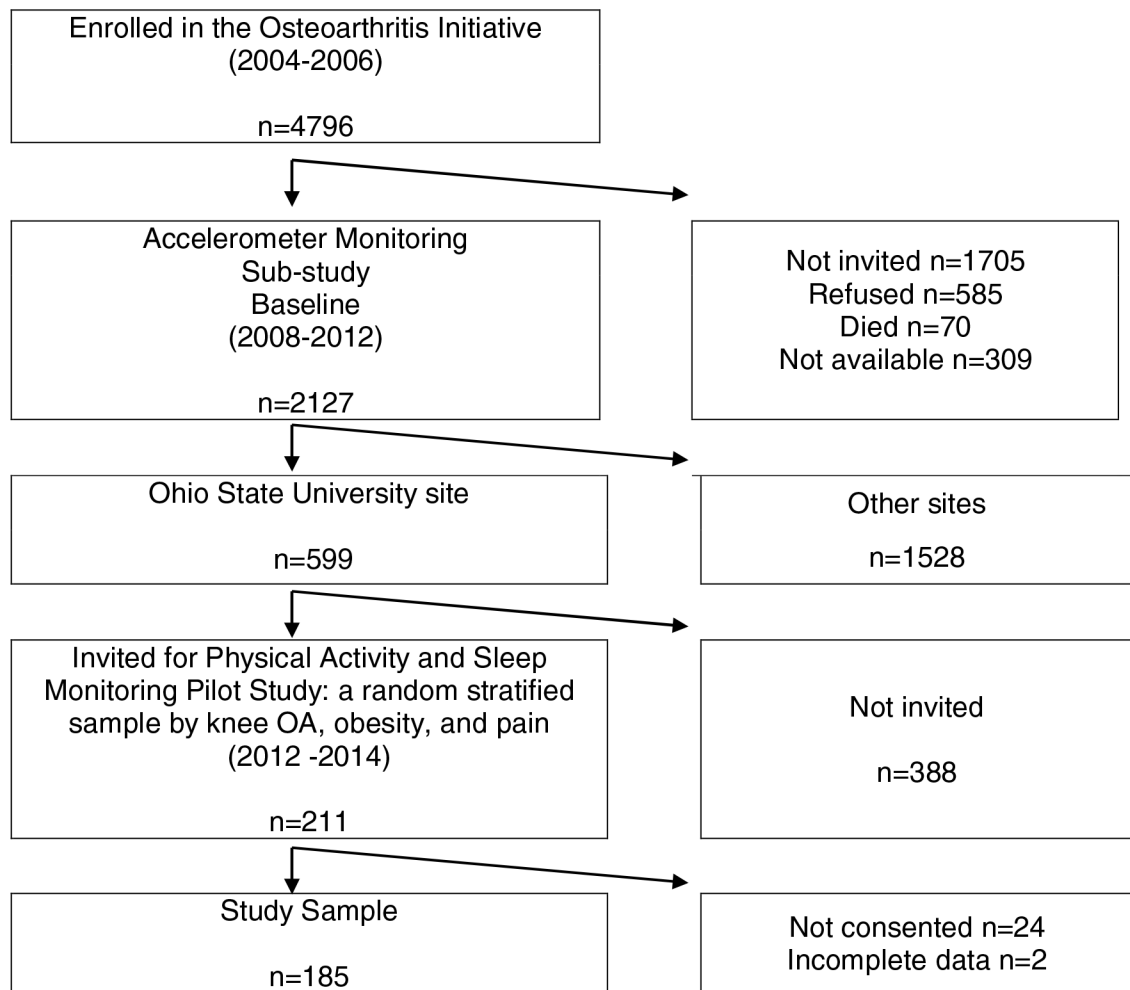 Enrolled in the Osteoarthritis Initiative
(2004-2006)
n=4796
Accelerometer Monitoring
Sub-study
Baseline
(2008-2012)
n=2127
Not invited n=1705
Refused n=585
Died n=70
Not available n=309
Ohio State University site
n=599
Other sites
n=1528
Invited for Physical Activity and Sleep
Monitoring Pilot Study: a random stratified
sample by knee OA, obesity, and pain
(2012 -2014)
n=211
Not invited
n=388
Study Sample
n=185
Not consented n=24
Incomplete data n=2